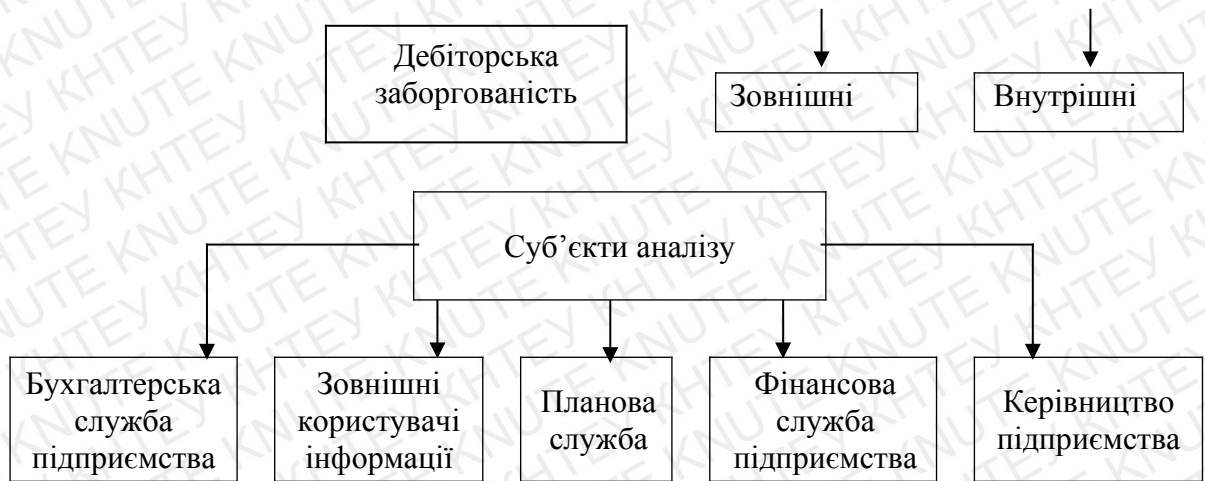 Дебіторська
заборгованість
Зовнішні
Внутрішні
Суб’єкти аналізу
Бухгалтерська
служба
підприємства
Зовнішні
користувачі
інформації
Планова
служба
Фінансова
служба
підприємства
Керівництво
підприємства